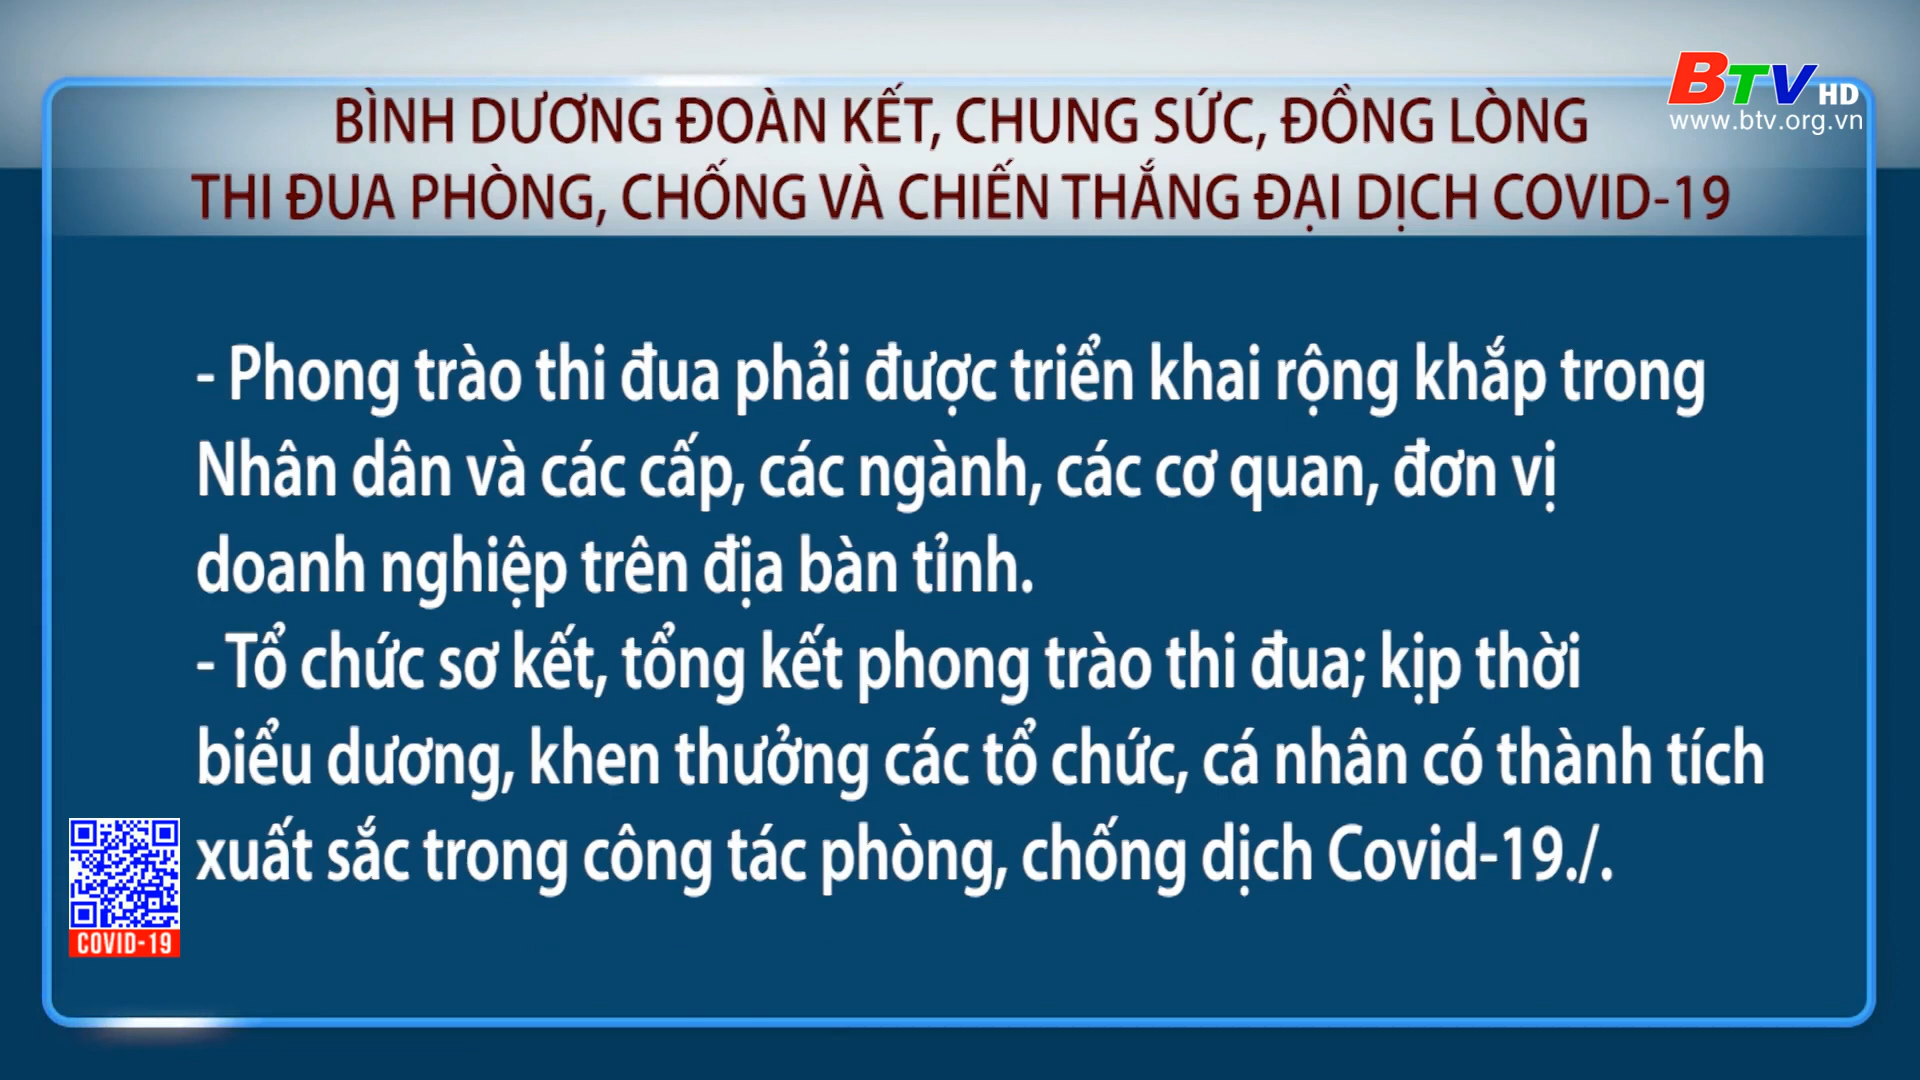 BTV HD
www.btv.org.vn
BÌNH DƯƠNG ĐOÀN KẾT, CHUNG SỨC, ĐỒNG LÒNG
THI ĐUA PHÒNG, CHỐNG VÀ CHIẾN THẮNG ĐẠI DỊCH COVID-19
- Phong trào thi đua phải được triển khai rộng khắp trong
Nhân dân và các cấp, các ngành, các cơ quan, đơn vị
doanh nghiệp trên địa bàn tỉnh.
- Tổ chức sơ kết, tổng kết phong trào thi đua; kịp thời
biểu dương, khen thưởng các tổ chức, cá nhân có thành tích
xuất sắc trong công tác phòng, chống dịch Covid-19./.
COVID-19